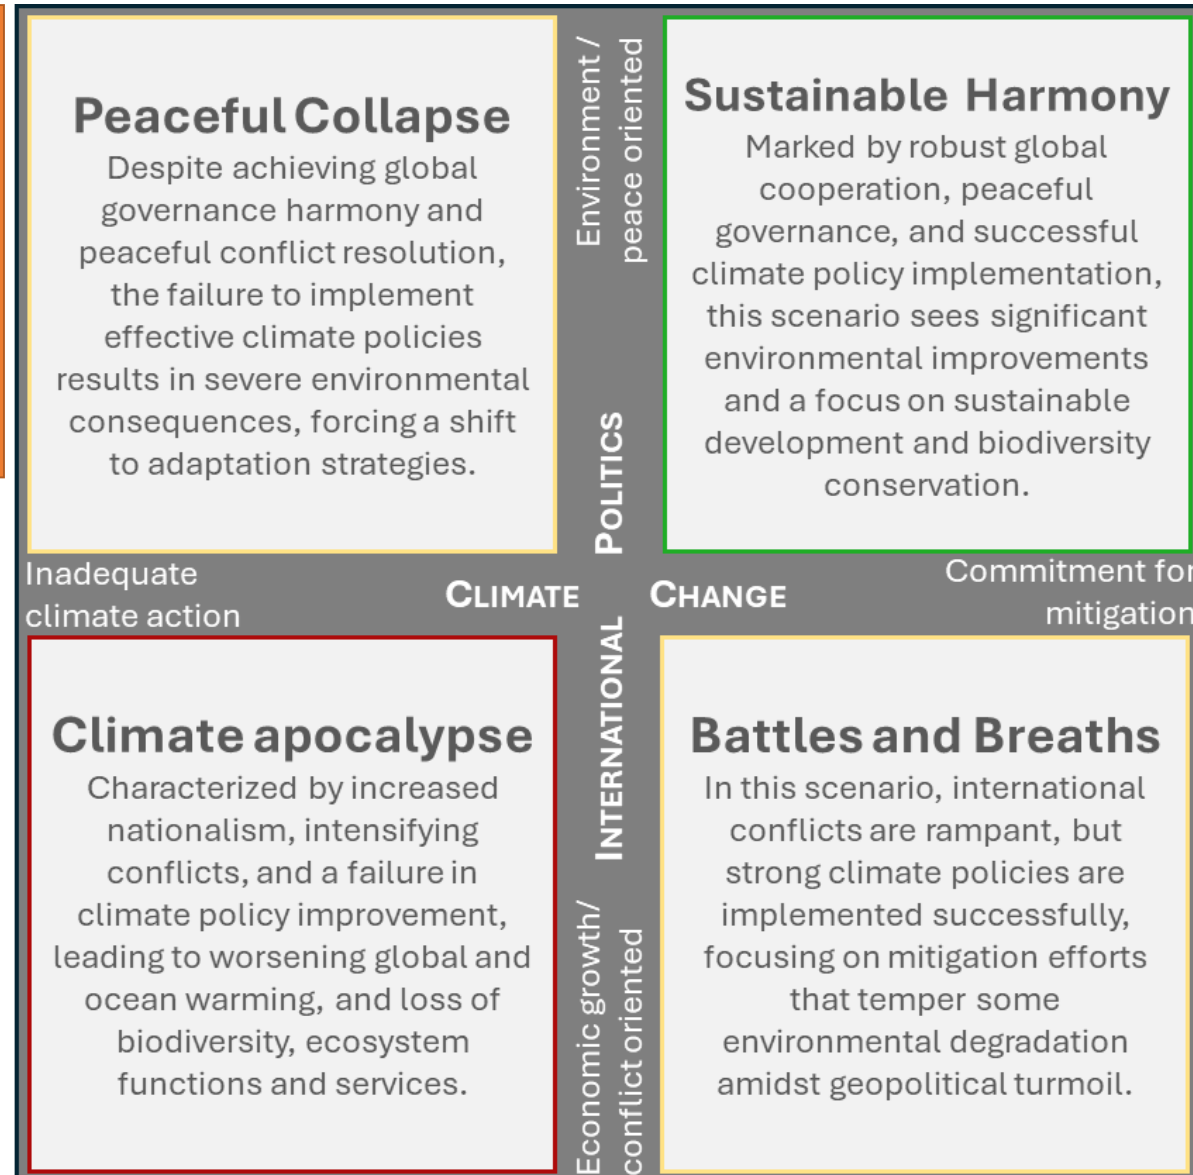 Peaceful Collapse
Despite achieving global
governance harmony and
peaceful conflict resolution,
the failure to implement
effective climate policies
results in severe environmental
consequences, forcing a shift
to adaptation strategies.
Environment /
peace oriented
Sustainable Harmony
Marked by robust global
cooperation, peaceful
governance, and successful
climate policy implementation,
this scenario sees significant
environmental improvements
and a focus on sustainable
development and biodiversity
conservation.
Inadequate
climate action
CLIMATE CHANGE
Commitment for
mitigation
INTERNATIONAL POLITICS
Climate apocalypse
Characterized by increased
nationalism, intensifying
conflicts, and a failure in
climate policy improvement,
leading to worsening global and
ocean warming, and loss of
biodiversity, ecosystem
functions and services.
Economic growth/
conflict oriented
Battles and Breaths
In this scenario, international
conflicts are rampant, but
strong climate policies are
implemented successfully,
focusing on mitigation efforts
that temper some
environmental degradation
amidst geopolitical turmoil.